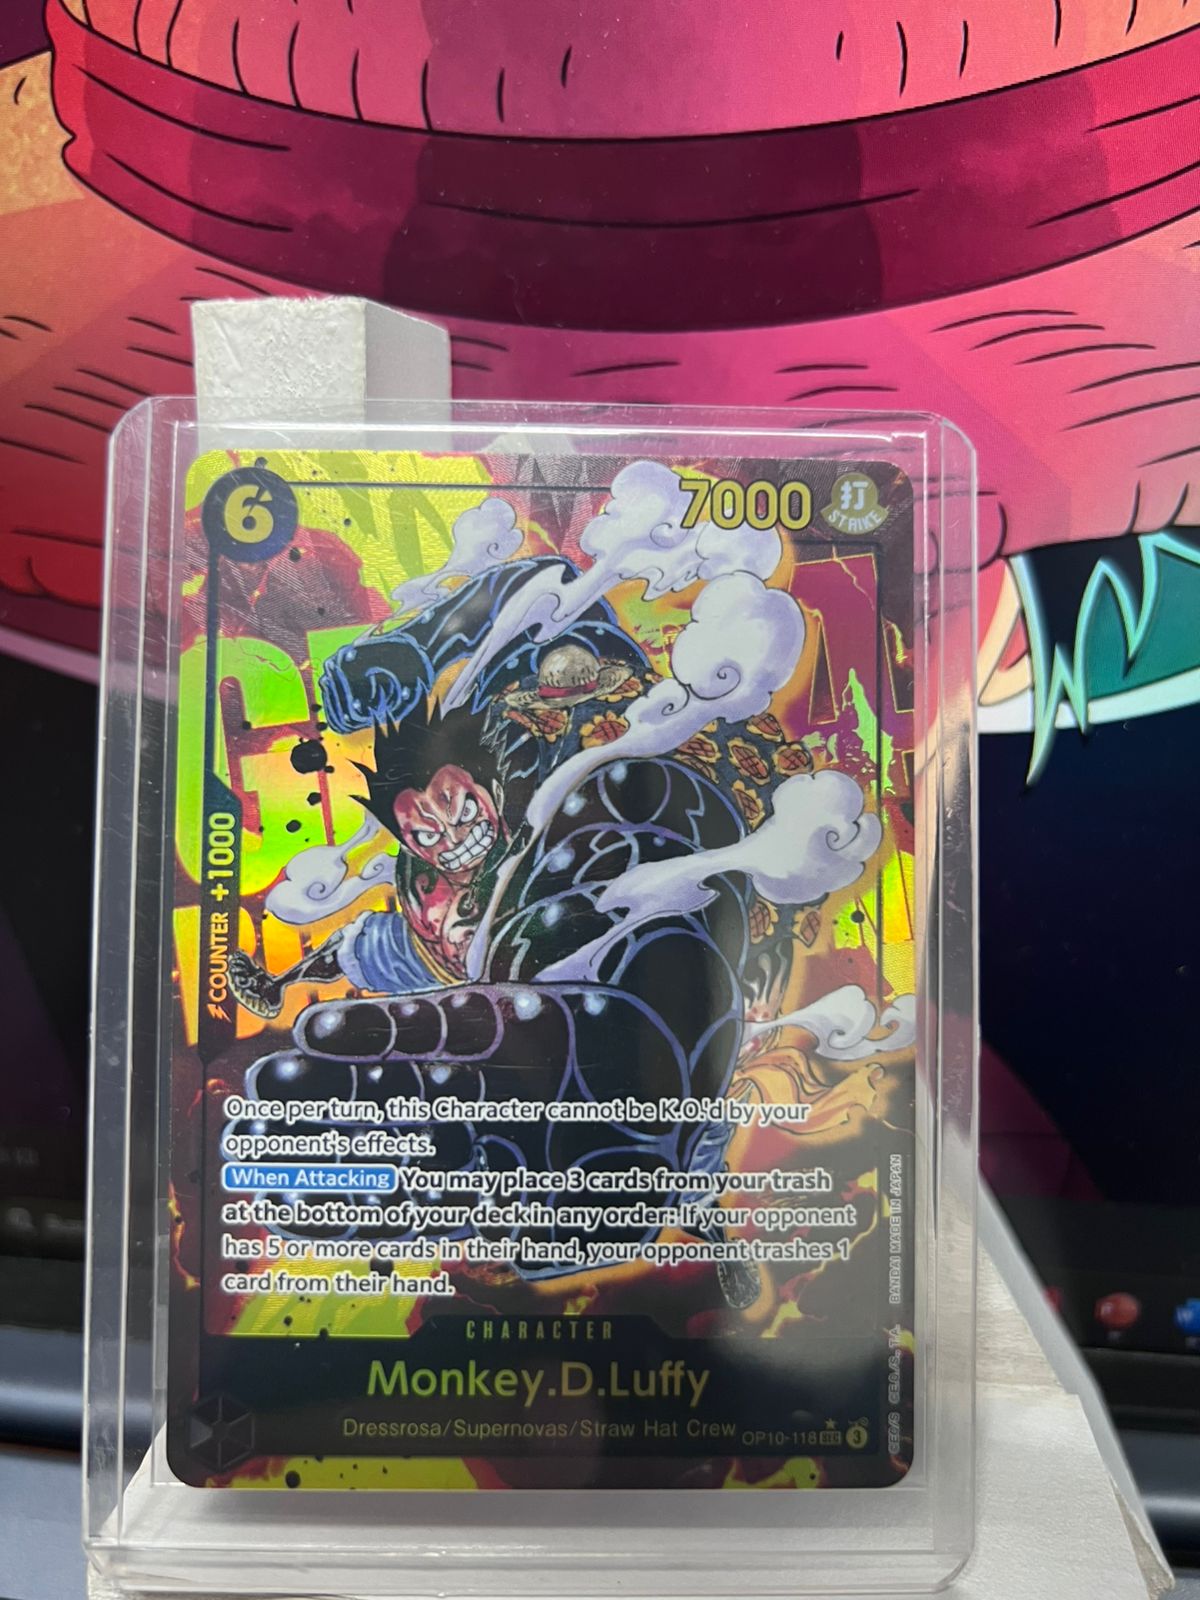 6
7000
打
STRIKE
COUNTER +1000
Once per turn, this Character cannot be K.O.'d by your
opponent's effects.
When Attacking You may place 3 cards from your trash
at the bottom of your deck in any order: If your opponent
has 5 or more cards in their hand, your opponent trashes 1
card from their hand.
CHARACTER
Monkey.D.Luffy
Dressrosa/Supernovas/Straw Hat Crew
OP10-118 SEC 3
BANDAI MADE IN JAPAN